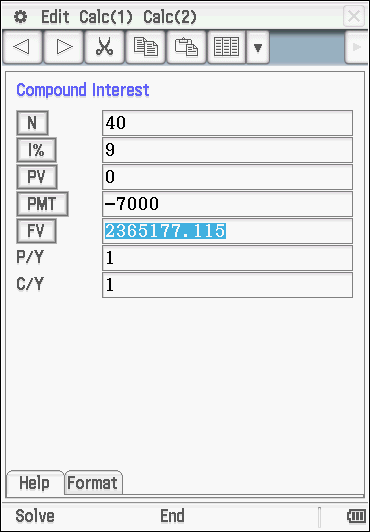 Edit Calc(1) Calc(2)
Compound Interest
N 40
I% 9
PV 0
PMT -7000
FV 2365177.115
P/Y 1
C/Y 1
Help Format
Solve End